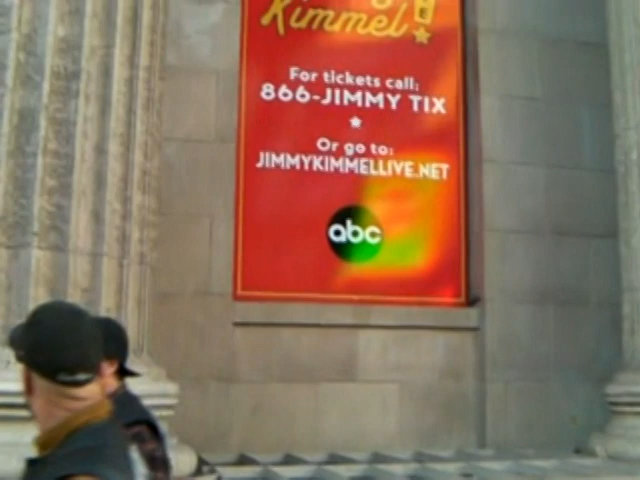 Kimmel!
For tickets call:
866-JIMMY TIX
Or go to:
JIMMYKIMMELLIVE.NET
abc